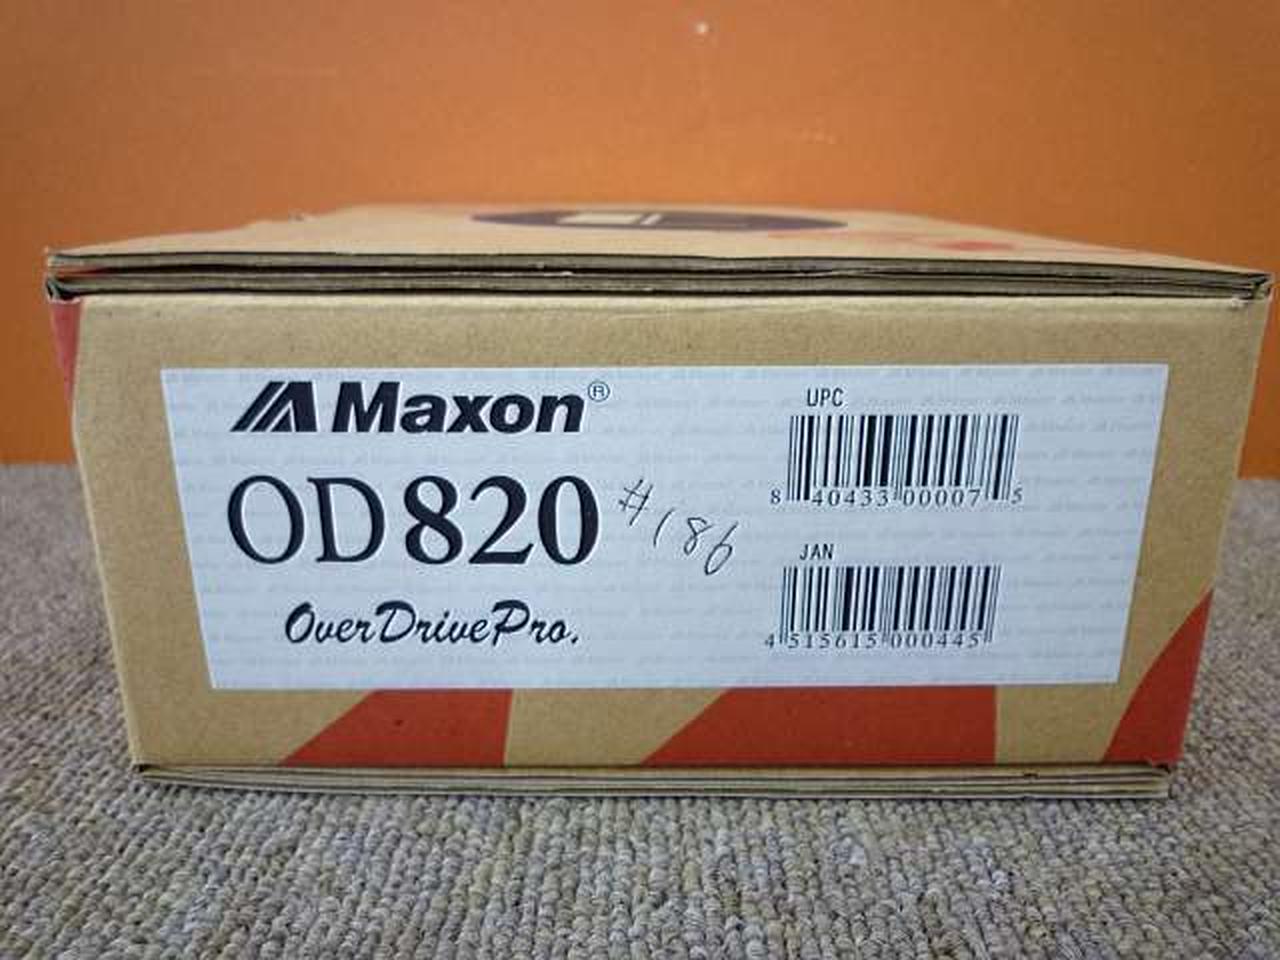 Maxon®
OD820 #186
OverDrivePro.
UPC
8 40433 00007 5
JAN
4 515615 000445